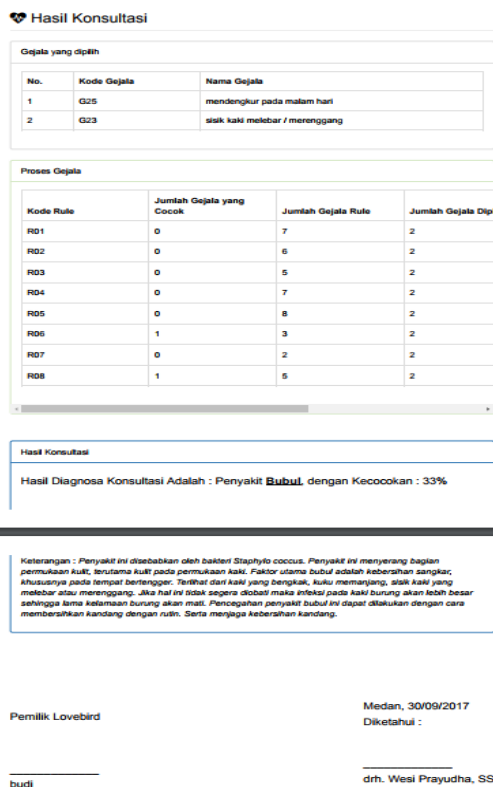 Hasil Konsultasi
Gejala yang dipilih
No. Kode Gejala Nama Gejala
1 G25 mendengkur pada malam hari
2 G23 sisik kaki melebar / merenggang
Proses Gejala
Kode Rule Jumlah Gejala yang Cocok Jumlah Gejala Rule Jumlah Gejala Dipi
R01 0 7 2
R02 0 6 2
R03 0 5 2
R04 0 7 2
R05 0 8 2
R06 1 3 2
R07 0 2 2
R08 1 5 2
Hasil Konsultasi
Hasil Diagnosa Konsultasi Adalah : Penyakit Bubul, dengan Kecocokan : 33%
Keterangan : Penyakit ini disebabkan oleh bakteri Staphylo coccus. Penyakit ini menyerang bagian
permukaan kulit, terutama kulit pada permukaan kaki. Faktor utama bubul adalah kebersihan sangkar,
khususnya pada tempat bertengger. Terlihat dari kaki yang bengkak, kuku memanjang, sisik kaki yang
melebar atau merenggang. Jika hal ini tidak segera diobati maka infeksi pada kaki burung akan lebih besar
sehingga lama kelamaan burung akan mati. Pencegahan penyakit bubul ini dapat dilakukan dengan cara
membersihkan kandang dengan rutin. Serta menjaga kebersihan kandang.
Medan, 30/09/2017
Pemilik Lovebird
Diketahui :
budi
drh. Wesi Prayudha, SS